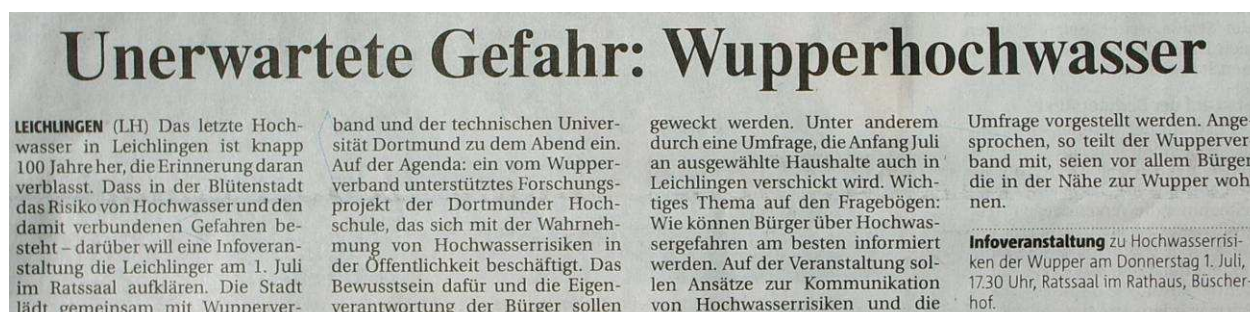 Unerwartete Gefahr: Wupperhochwasser
LEICHLINGEN (LH) Das letzte Hoch-
wasser in Leichlingen ist knapp
100 Jahre her, die Erinnerung daran
verblasst. Dass in der Blütenstadt
das Risiko von Hochwasser und den
damit verbundenen Gefahren be-
steht – darüber will eine Infoveran-
staltung die Leichlinger am 1. Juli
im Ratssaal aufklären. Die Stadt
lädt gemeinsam mit Wupperver-
band und der technischen Univer-
sität Dortmund zu dem Abend ein.
Auf der Agenda: ein vom Wupper-
verband unterstütztes Forschungs-
projekt der Dortmunder Hoch-
schule, das sich mit der Wahrneh-
mung von Hochwasserrisiken in
der Öffentlichkeit beschäftigt. Das
Bewusstsein dafür und die Eigen-
verantwortung der Bürger sollen
geweckt werden. Unter anderem
durch eine Umfrage, die Anfang Juli
an ausgewählte Haushalte auch in
Leichlingen verschickt wird. Wich-
tiges Thema auf den Fragebögen:
Wie können Bürger über Hochwas-
sergefahren am besten informiert
werden. Auf der Veranstaltung sol-
len Ansätze zur Kommunikation
von Hochwasserrisiken und die
Umfrage vorgestellt werden. Ange
sprochen, so teilt der Wupperver
band mit, seien vor allem Bürger
die in der Nähe zur Wupper woh
nen.
Infoveranstaltung zu Hochwasserrisi-
ken der Wupper am Donnerstag 1. Juli,
17.30 Uhr, Ratssaal im Rathaus, Büscher-
hof.